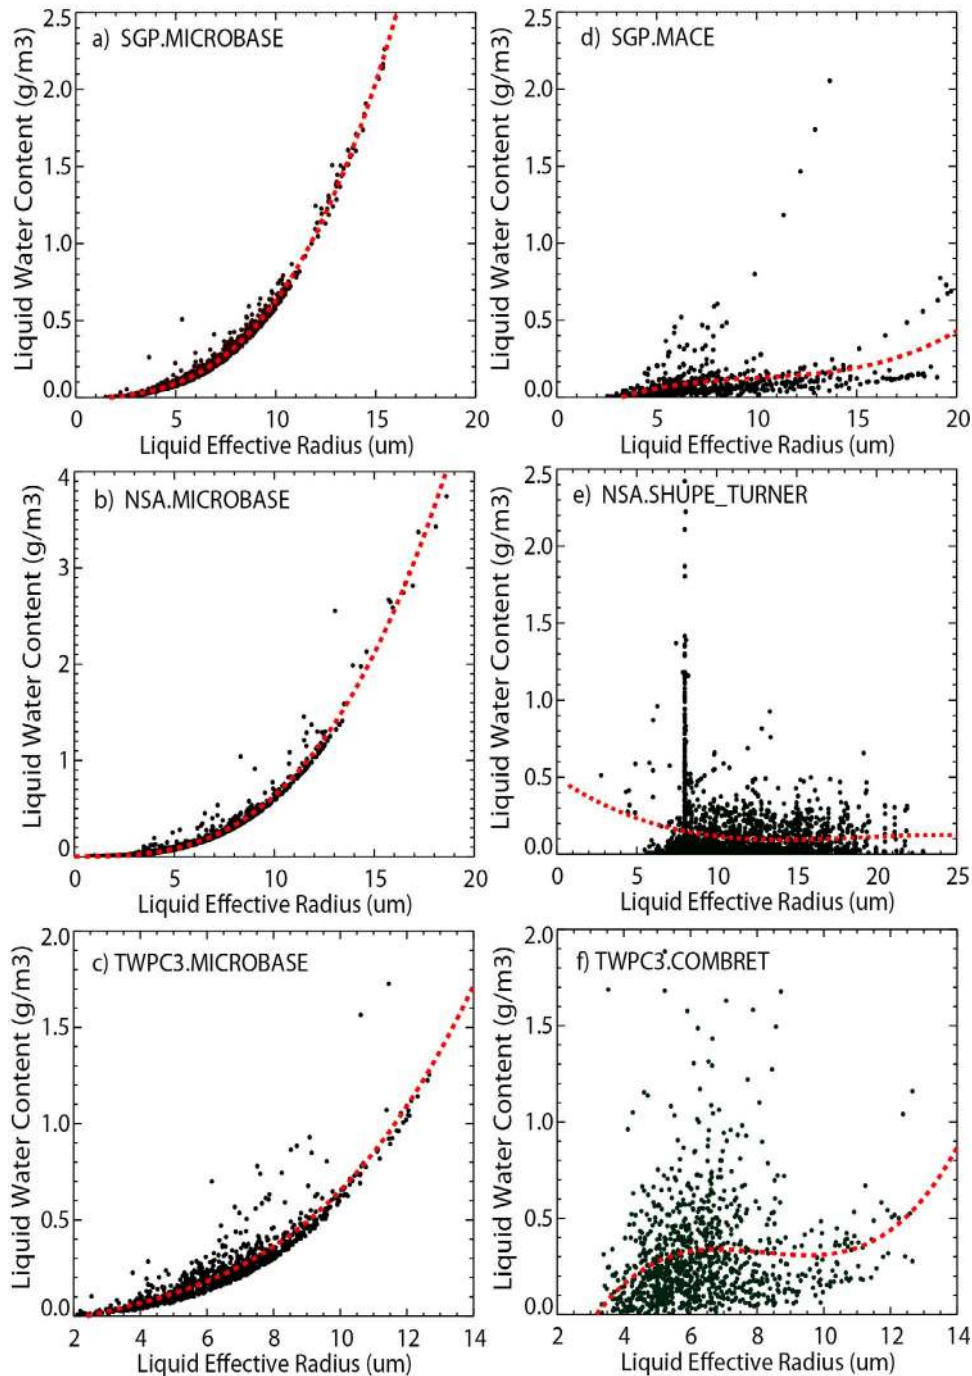 a) SGP.MICROBASE
Liquid Water Content (g/m3)
2.5
2.0
1.5
1.0
0.5
0.0
0 5 10 15 20
Liquid Effective Radius (um)
d) SGP.MACE
Liquid Water Content (g/m3)
2.5
2.0
1.5
1.0
0.5
0.0
0 5 10 15 20
Liquid Effective Radius (um)
b) NSA.MICROBASE
Liquid Water Content (g/m3)
4
3
2
1
0
0 5 10 15 20
Liquid Effective Radius (um)
e) NSA.SHUPE_TURNER
Liquid Water Content (g/m3)
2.5
2.0
1.5
1.0
0.5
0.0
0 5 10 15 20 25
Liquid Effective Radius (um)
c) TWPC3.MICROBASE
Liquid Water Content (g/m3)
2.0
1.5
1.0
0.5
0.0
2 4 6 8 10 12 14
Liquid Effective Radius (um)
f) TWPC3.COMBRET
Liquid Water Content (g/m3)
2.0
1.5
1.0
0.5
0.0
2 4 6 8 10 12 14
Liquid Effective Radius (um)